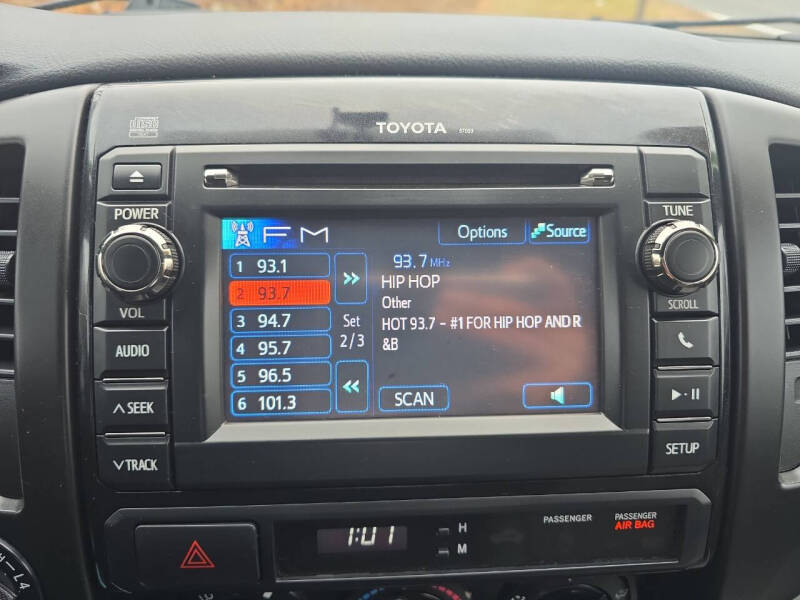 TOYOTA
57023
POWER
VOL
AUDIO
SEEK
TRACK
FM
Options
Source
1 93.1
2 93.7
3 94.7
4 95.7
5 96.5
6 101.3
>>
Set
2/3
<<
93.7 MHz
HIP HOP
Other
HOT 93.7 - #1 FOR HIP HOP AND R
&B
SCAN
TUNE
SCROLL
SETUP
1:01
H
M
PASSENGER
PASSENGER
AIR BAG
L4